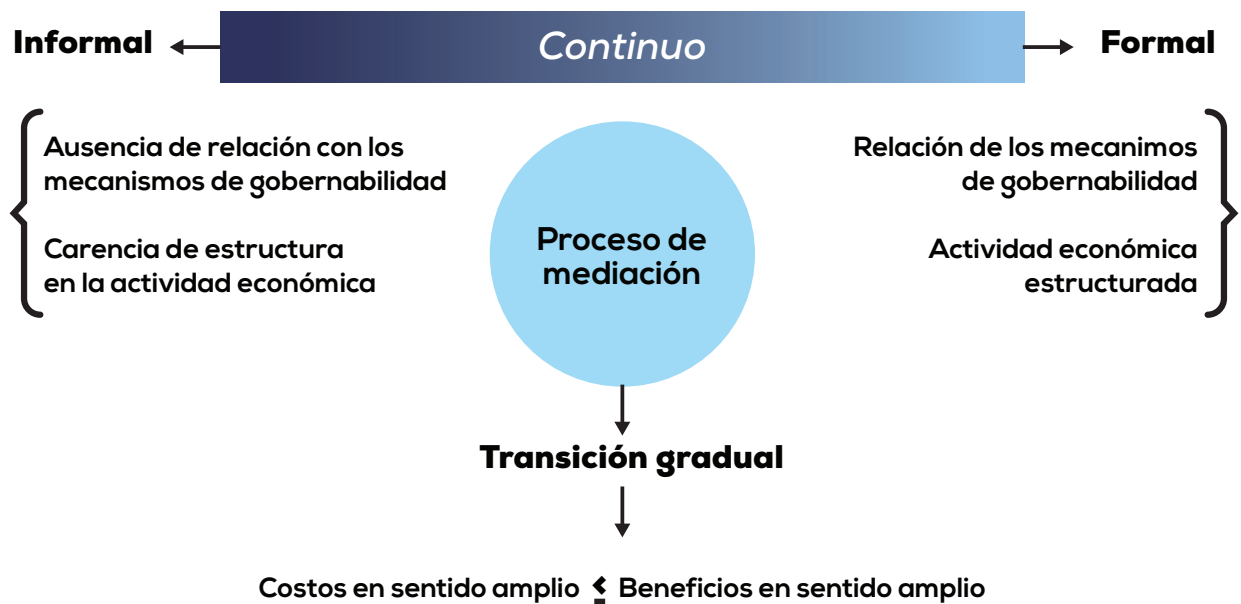 Informal
Continuo
Formal
Ausencia de relación con los
mecanismos de gobernabilidad
Carencia de estructura
en la actividad económica
Proceso de
mediación
Relación de los mecanimos
de gobernabilidad
Actividad económica
estructurada
Transición gradual
Costos en sentido amplio ≤ Beneficios en sentido amplio